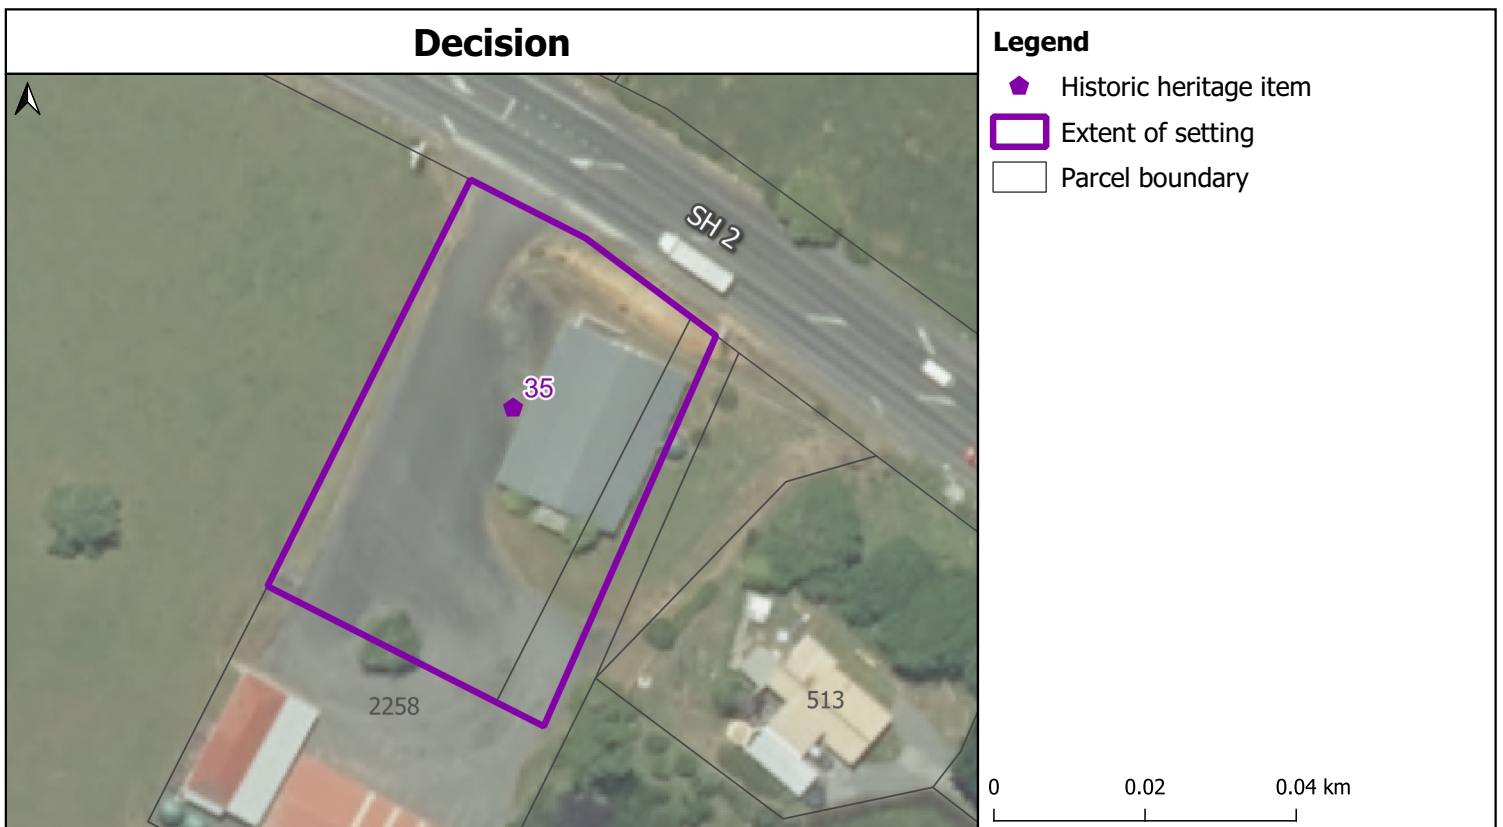 Decision
SH 2
35
2258
513
Legend
Historic heritage item
Extent of setting
Parcel boundary
0 0.02 0.04 km